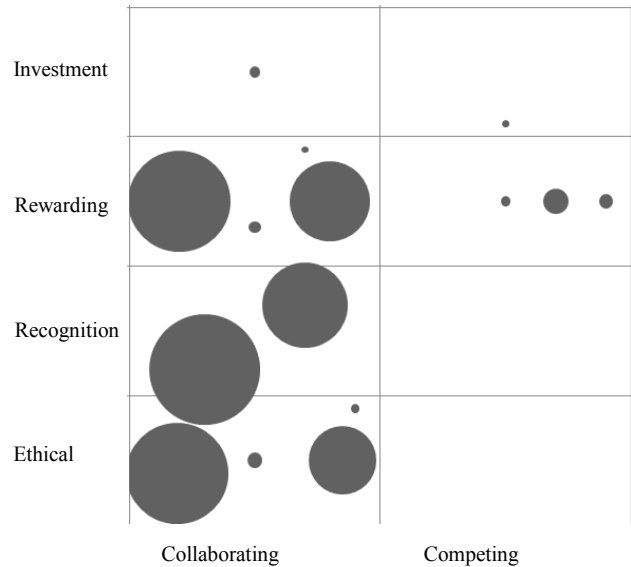 Investment
Rewarding
Recognition
Ethical
Collaborating Competing